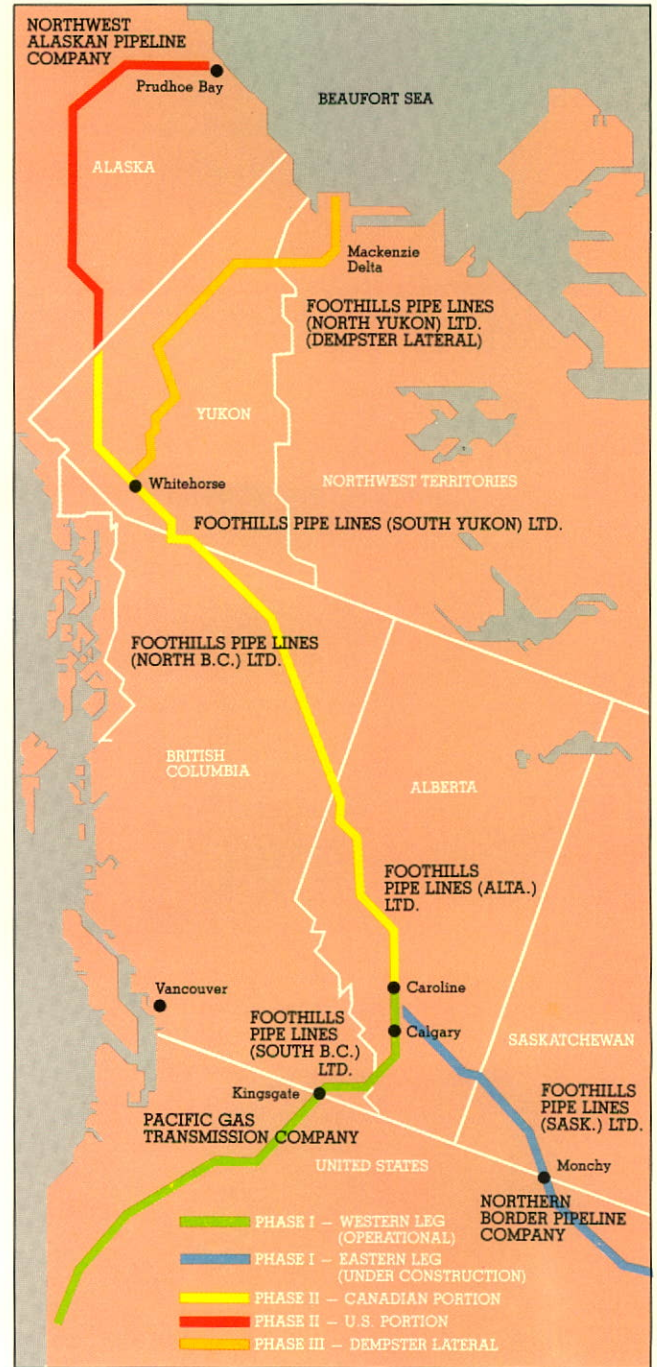 NORTHWEST
ALASKAN PIPELINE
COMPANY
Prudhoe Bay
BEAUFORT SEA
ALASKA
Mackenzie
Delta
FOOTHILLS PIPE LINES
(NORTH YUKON) LTD.
(DEMPSTER LATERAL)
YUKON
NORTHWEST TERRITORIES
Whitehorse
FOOTHILLS PIPE LINES (SOUTH YUKON) LTD.
FOOTHILLS PIPE LINES
(NORTH B.C.) LTD.
BRITISH
COLUMBIA
ALBERTA
FOOTHILLS
PIPE LINES (ALTA.)
LTD.
Vancouver
Caroline
FOOTHILLS
PIPE LINES
(SOUTH B.C.)
LTD.
Calgary
SASKATCHEWAN
Kingsgate
FOOTHILLS
PIPE LINES
(SASK.) LTD.
PACIFIC GAS
TRANSMISSION COMPANY
UNITED STATES
Monchy
NORTHERN
BORDER PIPELINE
COMPANY
PHASE I – WESTERN LEG
(OPERATIONAL)
PHASE I – EASTERN LEG
(UNDER CONSTRUCTION)
PHASE II – CANADIAN PORTION
PHASE II – U.S. PORTION
PHASE III – DEMPSTER LATERAL